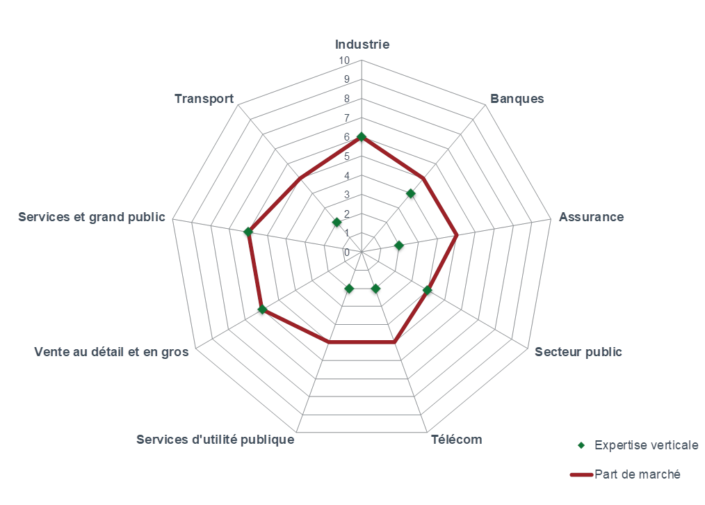 Industrie
10
9
8
7
6
5
4
3
2
1
0
Transport
Banques
Services et grand public
Assurance
Vente au détail et en gros
Secteur public
Services d'utilité publique
Télécom
Expertise verticale
Part de marché